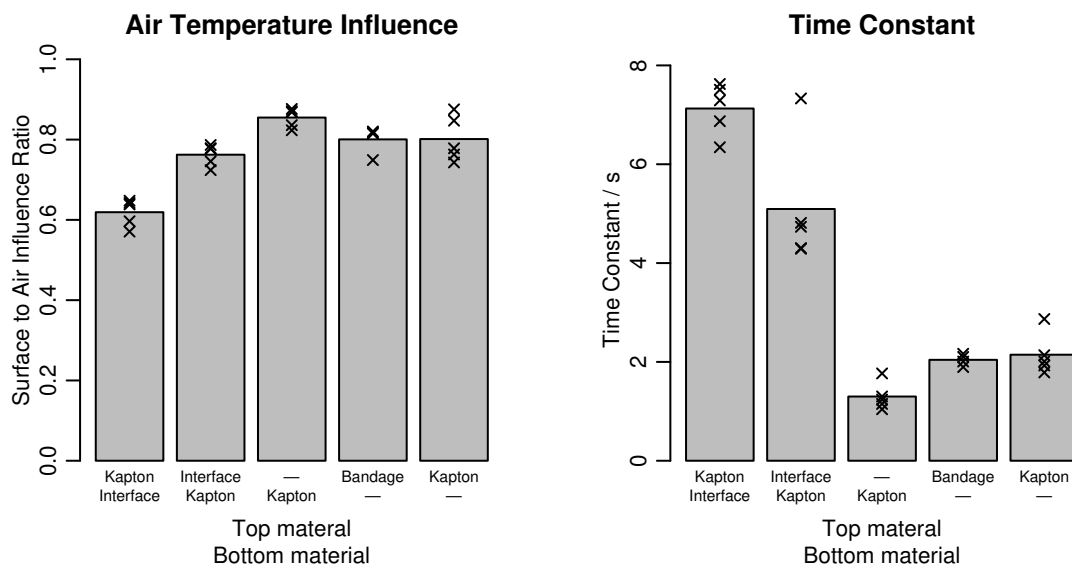 Air Temperature Influence
Surface to Air Influence Ratio
1.0
0.8
0.6
0.4
0.2
0.0
Kapton Interface — Bandage Kapton
Interface Kapton Kapton — —
Top materal
Bottom material
Time Constant
Time Constant / s
8
6
4
2
0
Kapton Interface — Bandage Kapton
Interface Kapton Kapton — —
Top materal
Bottom material